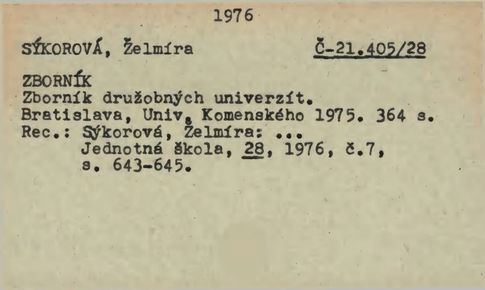 1976
SÝKOROVÁ, Želmíra Č-21.405/28
ZBORNÍK
Zborník družobných univerzít.
Bratislava, Univ. Komenského 1975. 364 s.
Rec.: Sýkorová, Želmíra: ...
Jednotná škola, 28, 1976, č.7,
s. 643-645.